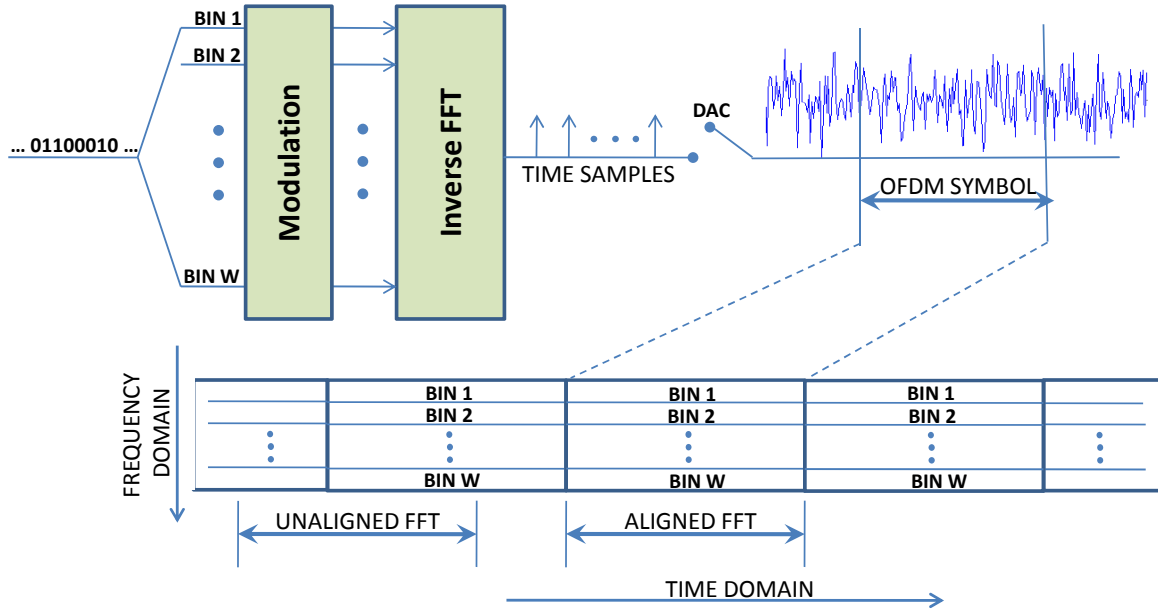 BIN 1
BIN 2
... 01100010 ...
BIN W
Modulation
Inverse FFT
TIME SAMPLES
DAC
OFDM SYMBOL
FREQUENCY
DOMAIN
BIN 1
BIN 1
BIN 1
BIN 2
BIN 2
BIN 2
BIN W
BIN W
BIN W
UNALIGNED FFT
ALIGNED FFT
TIME DOMAIN